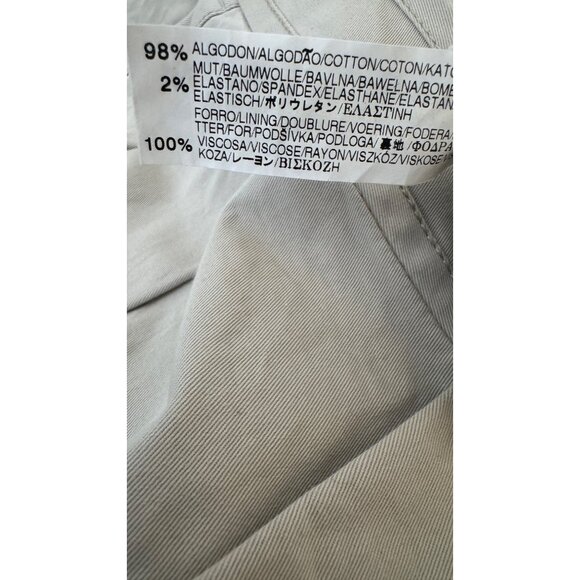 98% ALGODON/ALGODÃO/COTTON/COTON/KATO
MUT/BAUMWOLLE/BAVLNA/BAWELNA/BOMB
2% ELASTANO/SPANDEX/ELASTHANE/ELASTAN
ELASTISCH/ポリウレタン/ΕΛΑΣΤΙΝΗ
FORRO/LINING/DOUBLURE/VOERING/FODERA/
TTER/FOR/PODŠÍVKA/PODLOGA/裏地/ΦΟΔΡΑ
100% VISCOSA/VISCOSE/RAYON/VISZKÓZ/VISKOSE
KOZA/レーヨン/ΒΙΣΚΟΖΗ